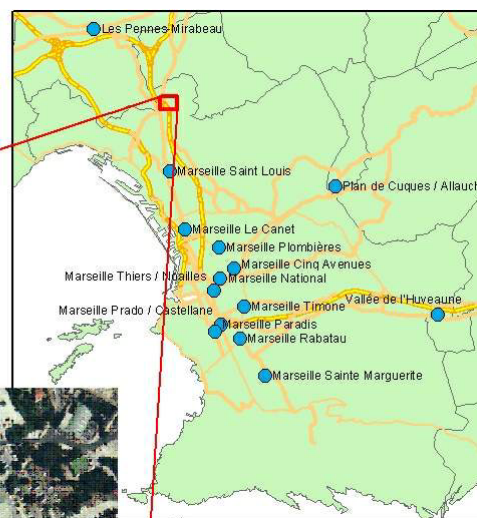 Les Pennes-Mirabeau
Marseille Saint Louis
Plan de Cuques / Allauch
Marseille Le Canet
Marseille Plombières
Marseille Cinq Avenues
Marseille Thiers / Noailles
Marseille National
Marseille Timone
Vallée de l'Huveaune
Marseille Prado / Castellane
Marseille Paradis
Marseille Rabatau
Marseille Sainte Marguerite